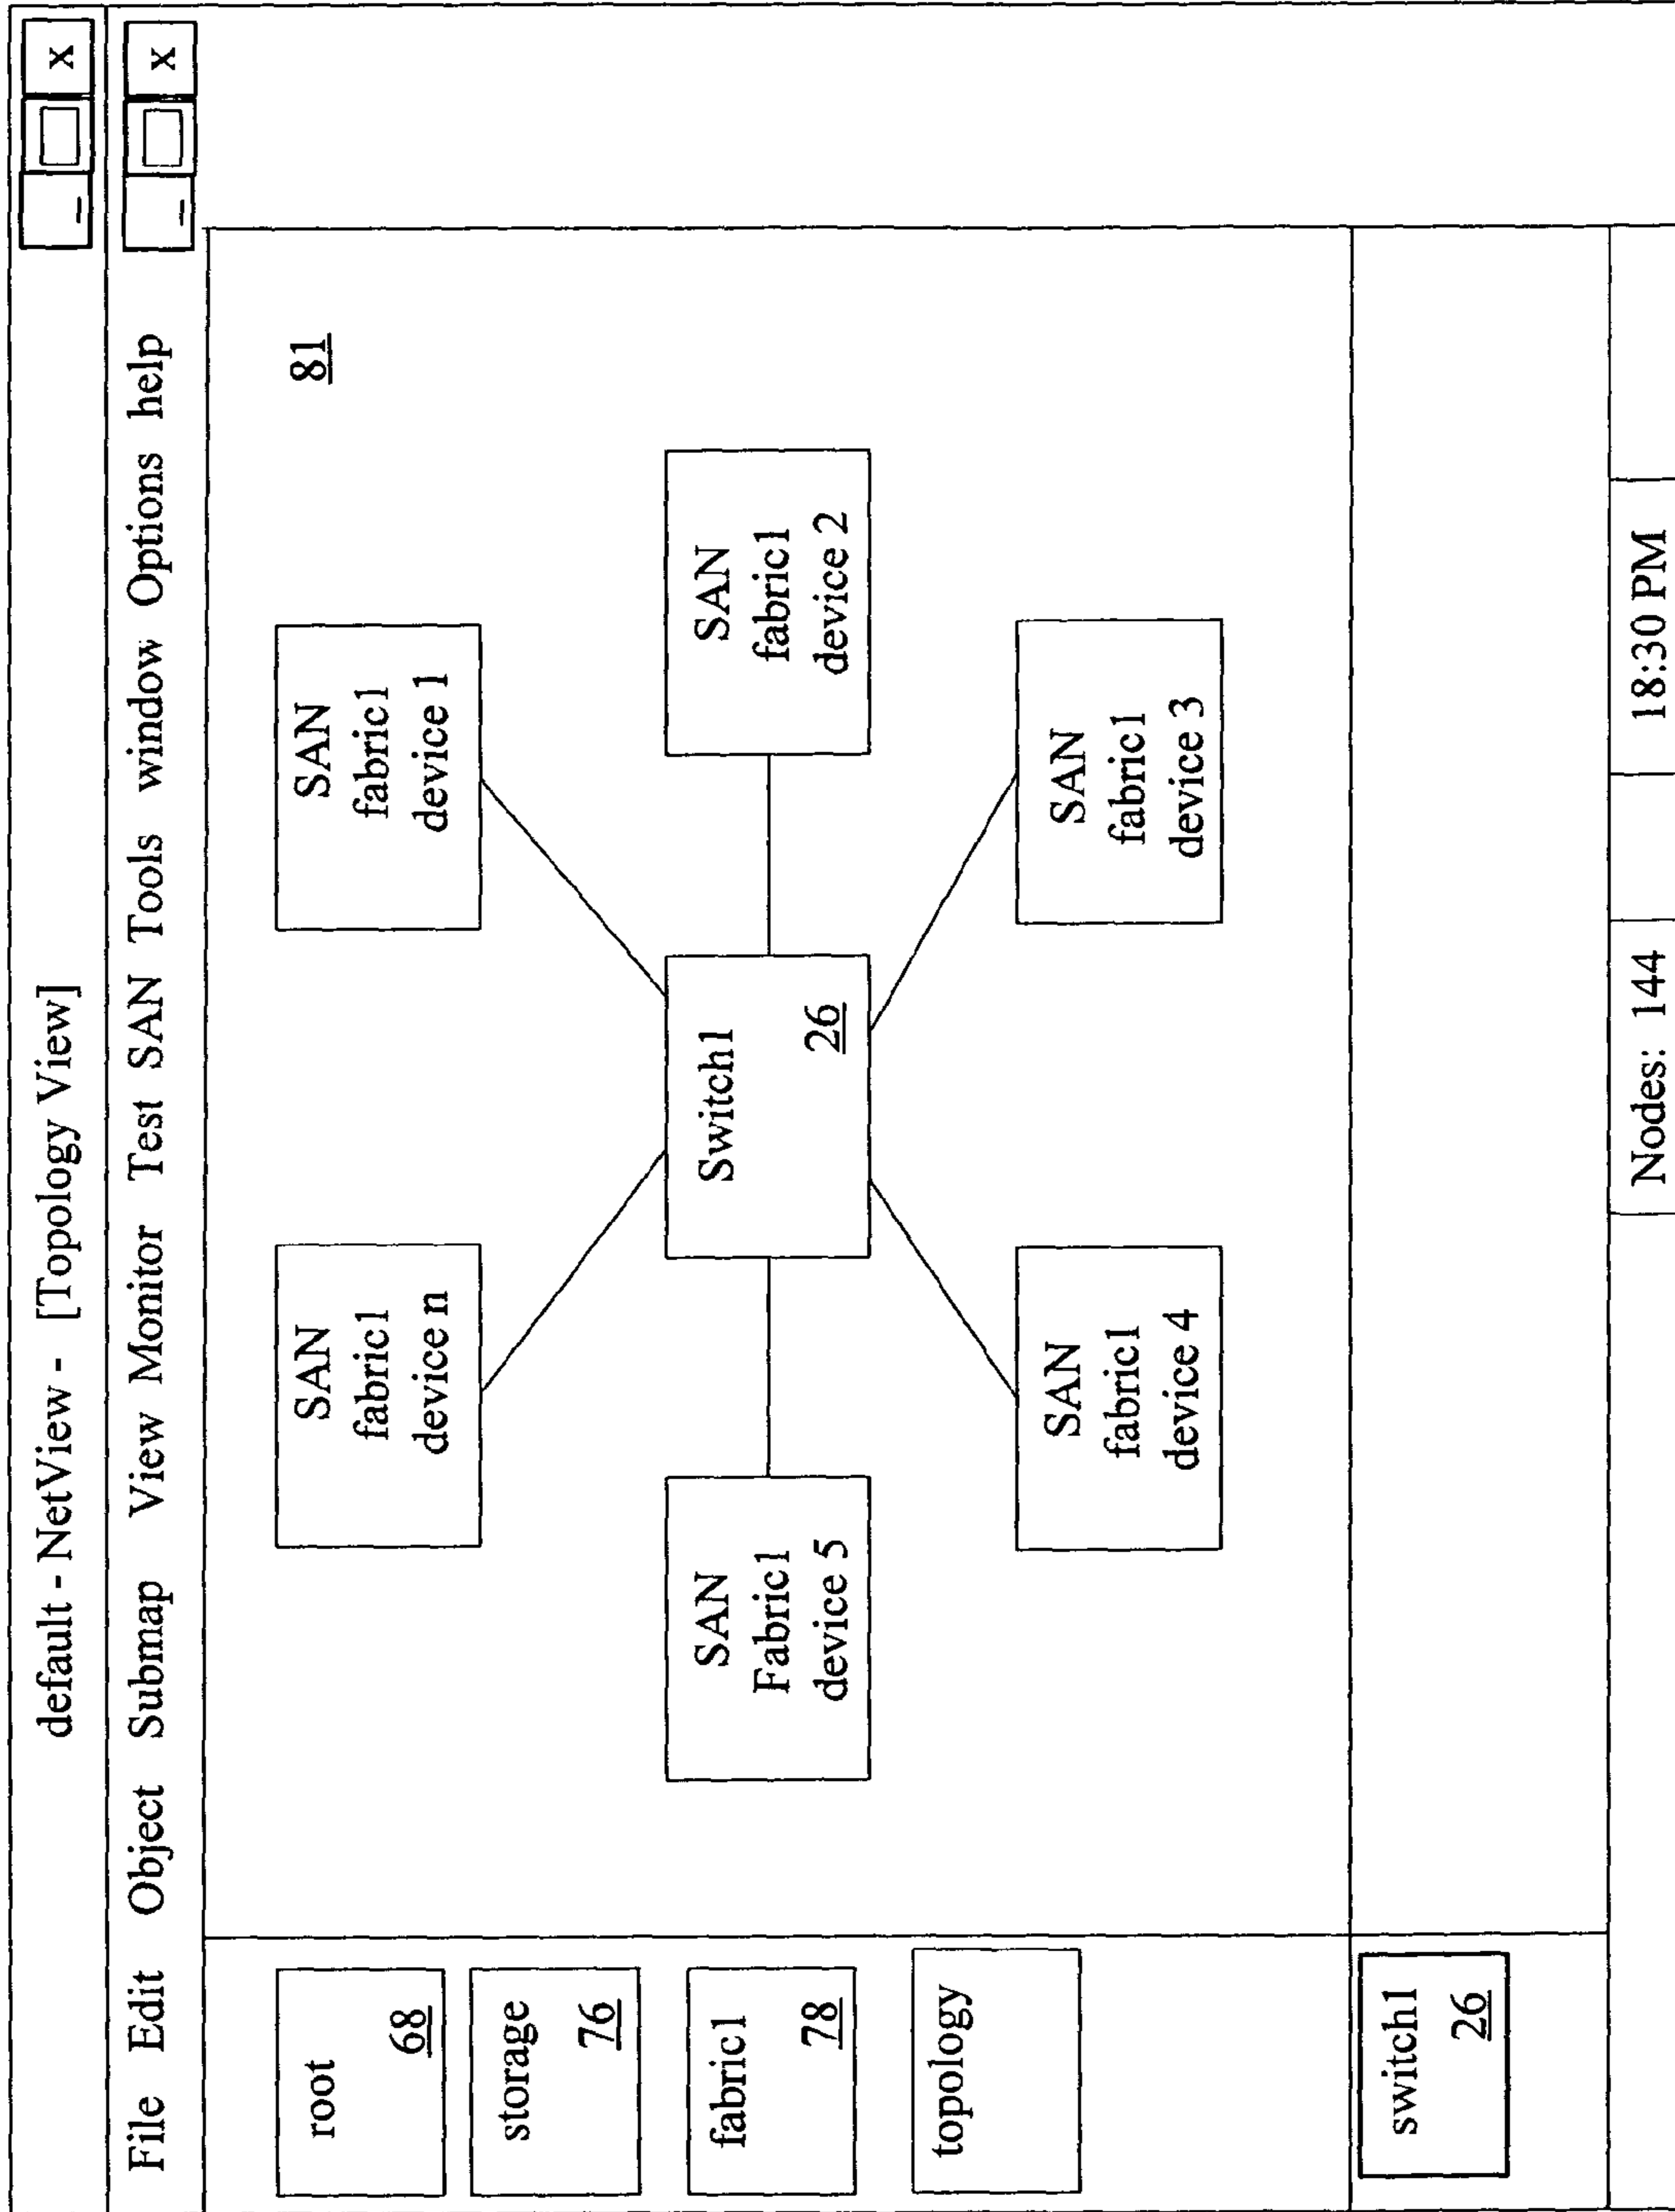 default - NetView - [Topology View]
_ x
File Edit Object Submap View Monitor Test SAN Tools window Options help
_ x
root
68
storage
76
fabric1
78
topology
81
SAN
fabric1
device n
SAN
fabric1
device 1
SAN
Fabric1
device 5
Switch1
26
SAN
fabric1
device 2
SAN
fabric1
device 4
SAN
fabric1
device 3
switch1
26
Nodes: 144
18:30 PM